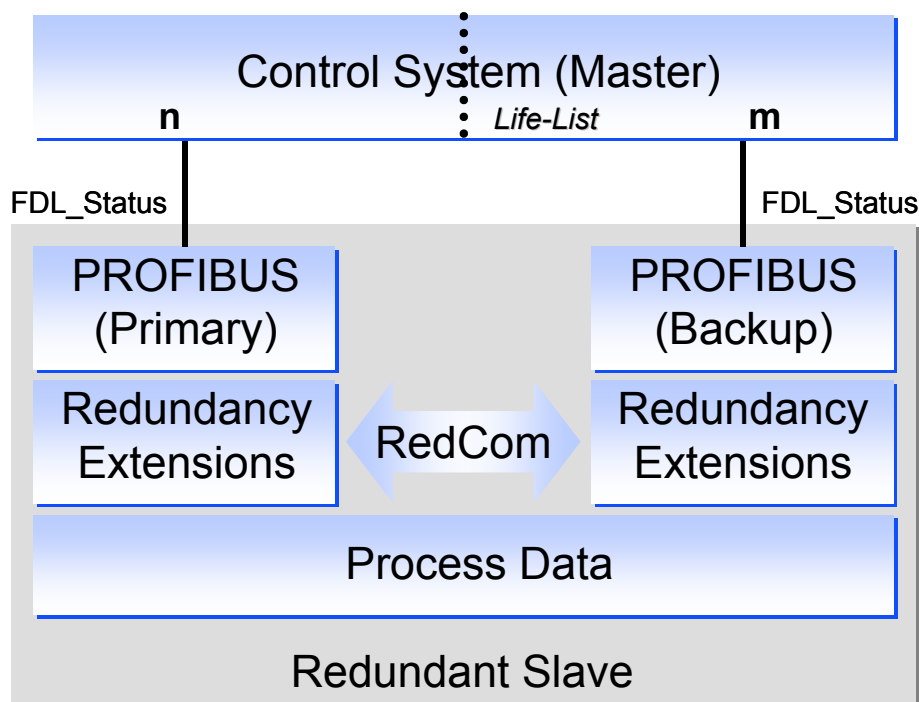 Control System (Master)
n
Life-List
m
FDL_Status
FDL_Status
PROFIBUS
(Primary)
PROFIBUS
(Backup)
Redundancy
Extensions
RedCom
Redundancy
Extensions
Process Data
Redundant Slave